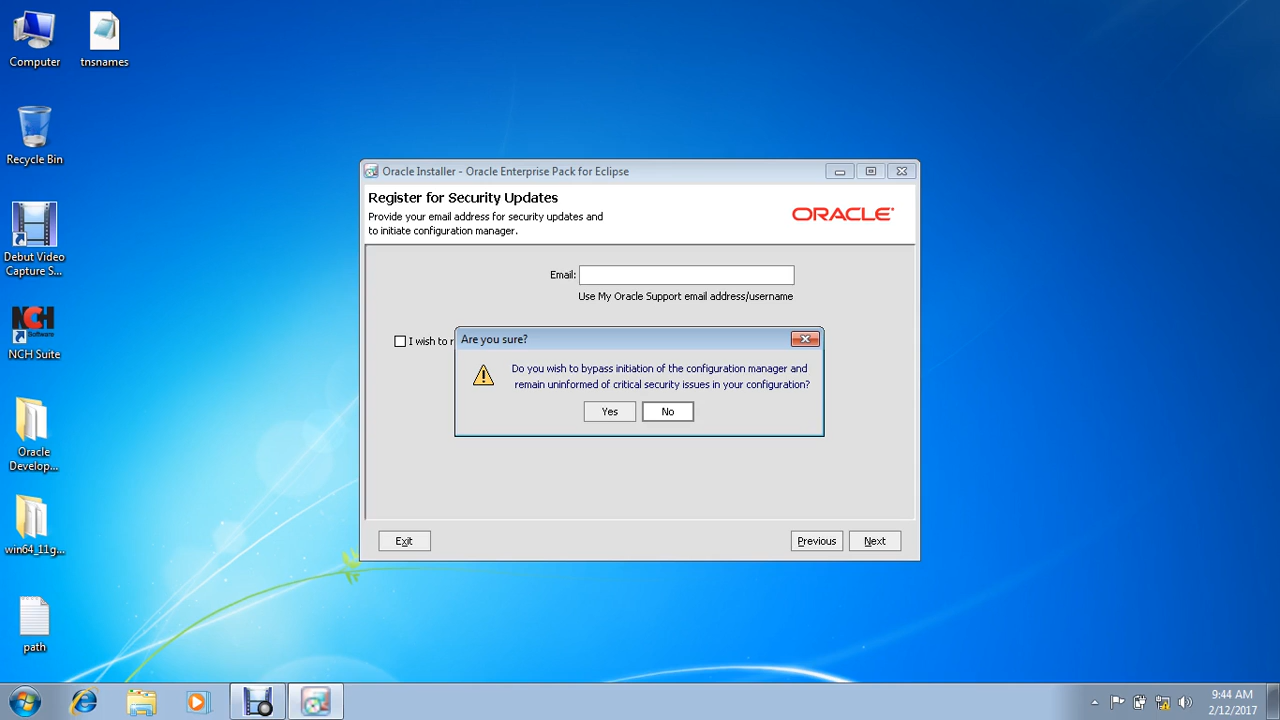 Computer
tnsnames
Recycle Bin
Debut Video
Capture S...
NCH
Software
NCH Suite
Oracle
Develop...
win64_11g...
path
Oracle Installer - Oracle Enterprise Pack for Eclipse
Register for Security Updates
Provide your email address for security updates and
to initiate configuration manager.
ORACLE
Email:
Use My Oracle Support email address/username
I wish to r
Are you sure?
Do you wish to bypass initiation of the configuration manager and
remain uninformed of critical security issues in your configuration?
Yes
No
Exit
Previous
Next
9:44 AM
2/12/2017